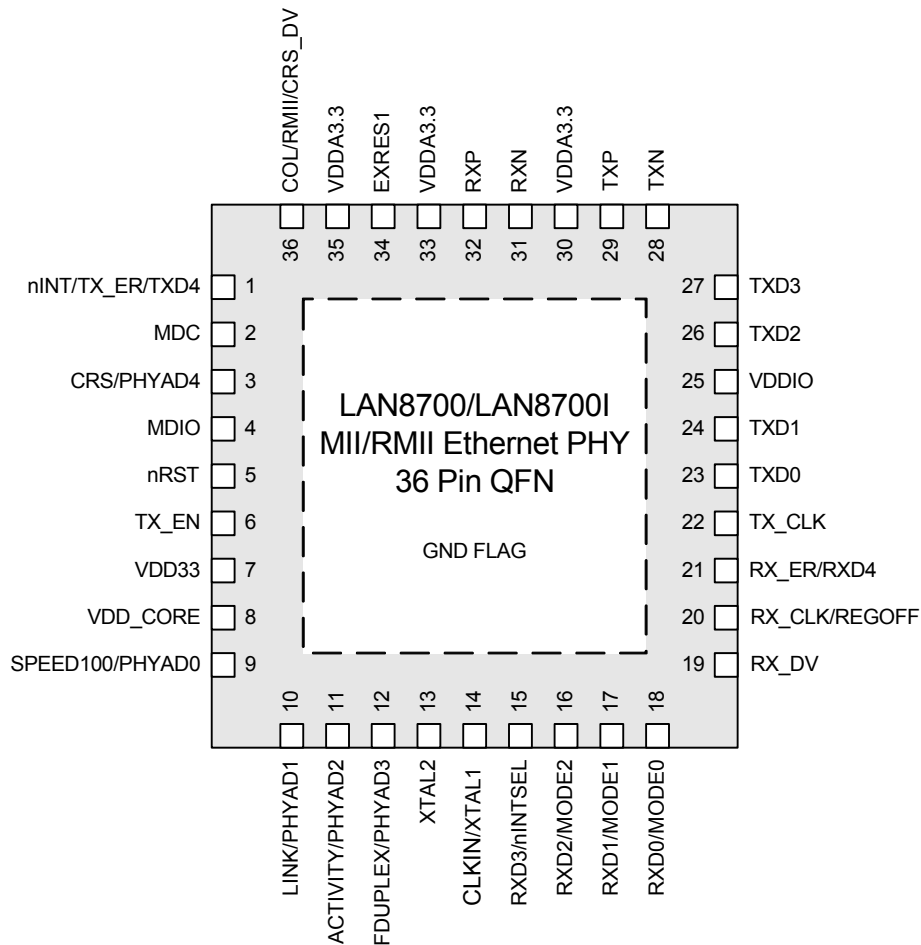 COL/RMII/CRS_DV
VDDA3.3
EXRES1
VDDA3.3
RXP
RXN
VDDA3.3
TXP
TXN
36
35
34
33
32
31
30
29
28
nINT/TX_ER/TXD4 1
MDC 2
CRS/PHYAD4 3
MDIO 4
nRST 5
TX_EN 6
VDD33 7
VDD_CORE 8
SPEED100/PHYAD0 9
LAN8700/LAN8700I
MII/RMII Ethernet PHY
36 Pin QFN
GND FLAG
27 TXD3
26 TXD2
25 VDDIO
24 TXD1
23 TXD0
22 TX_CLK
21 RX_ER/RXD4
20 RX_CLK/REGOFF
19 RX_DV
10
11
12
13
14
15
16
17
18
LINK/PHYAD1
ACTIVITY/PHYAD2
FDUPLEX/PHYAD3
XTAL2
CLKIN/XTAL1
RXD3/nINTSEL
RXD2/MODE2
RXD1/MODE1
RXD0/MODE0